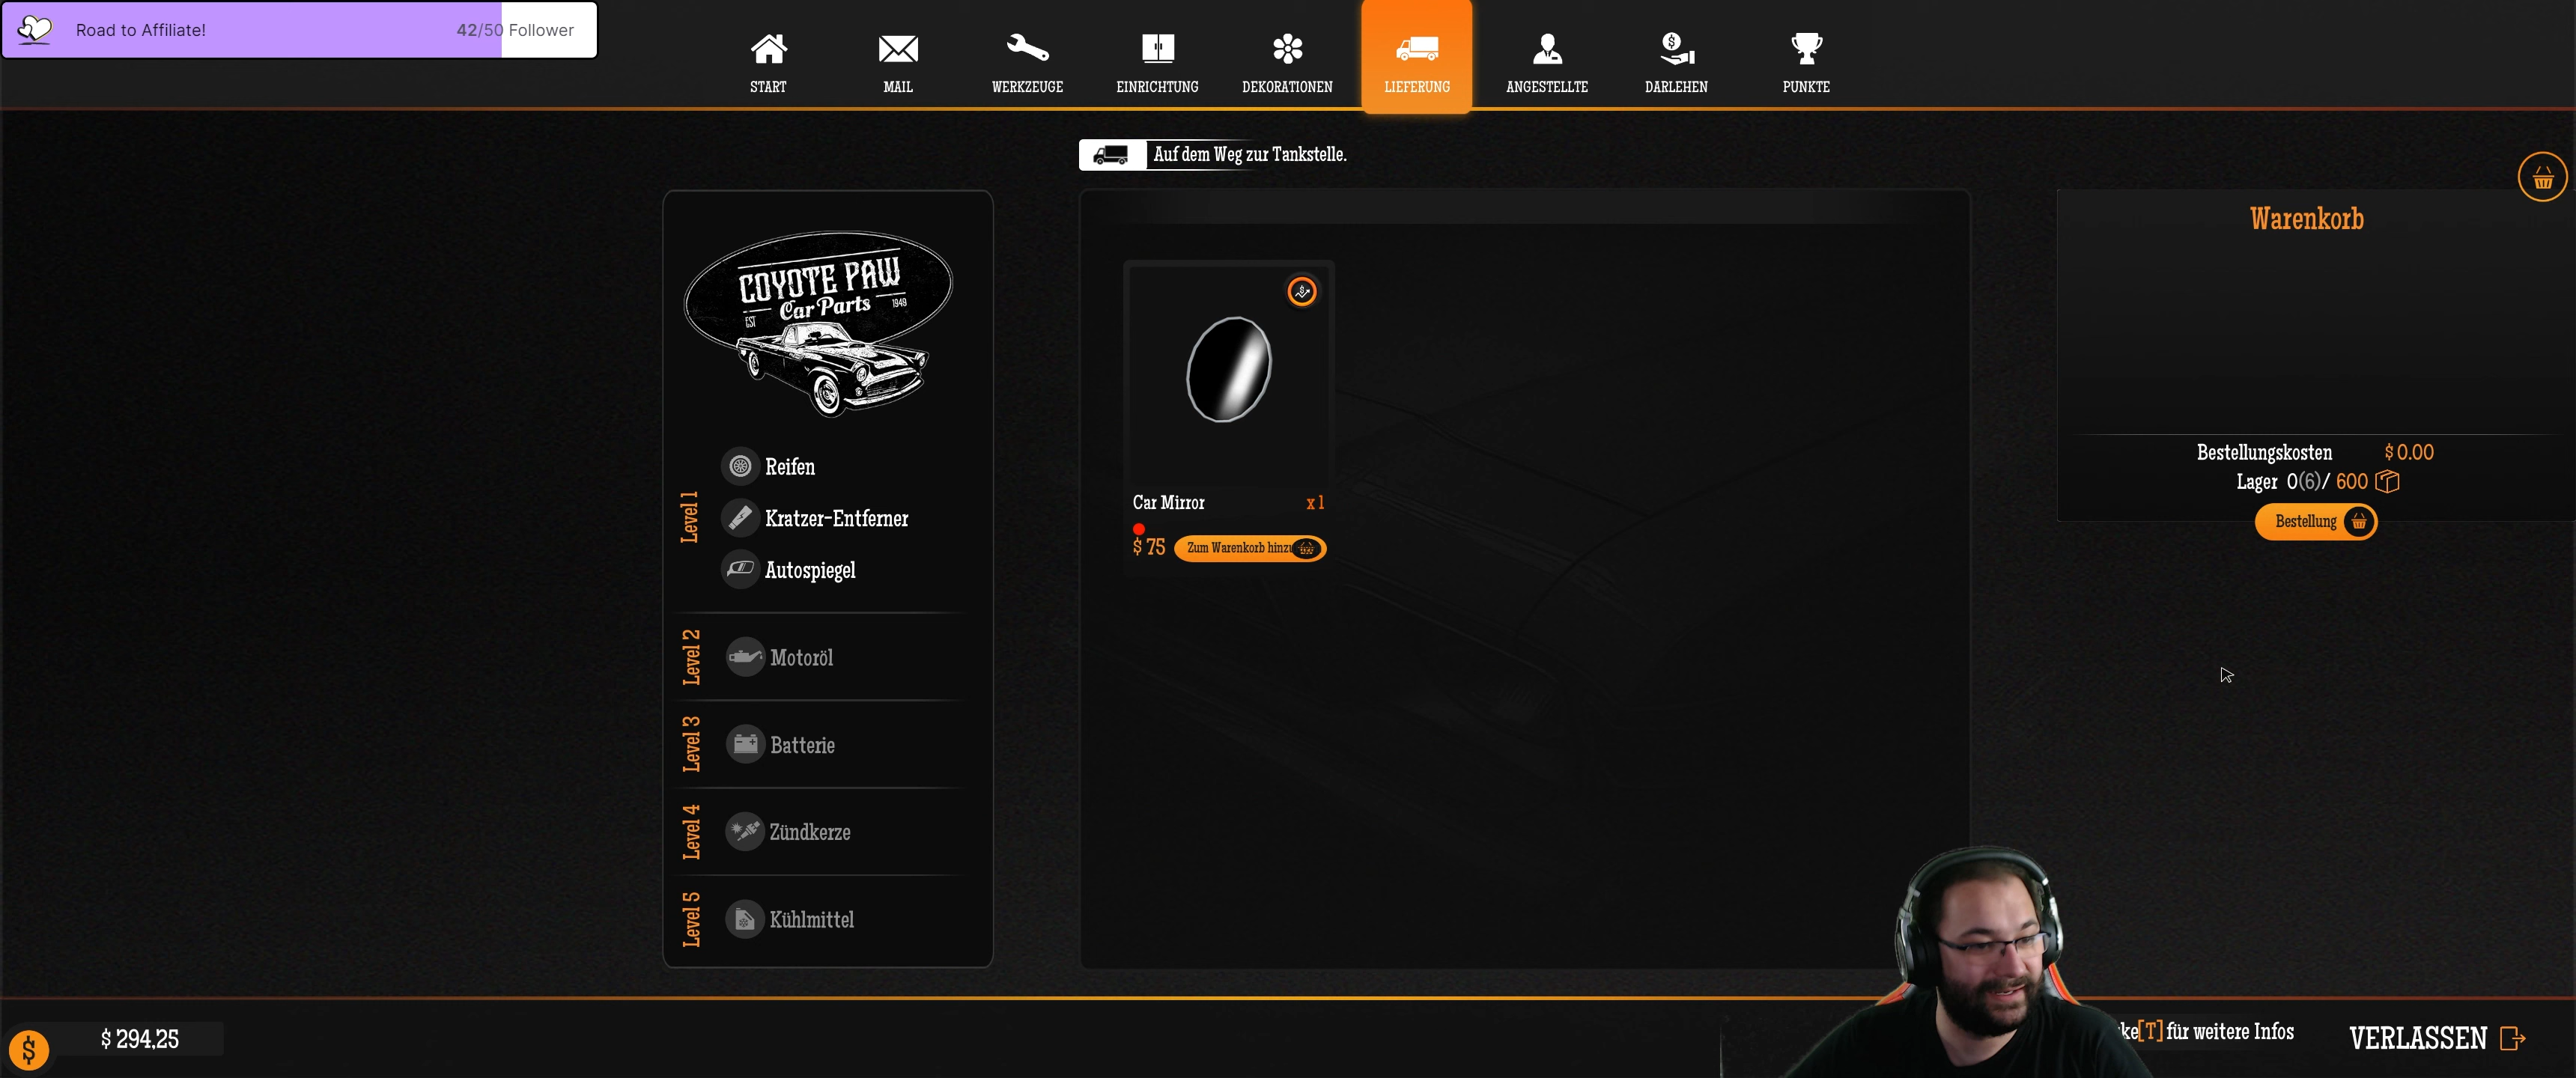 Road to Affiliate!
42/50 Follower
START
MAIL
WERKZEUGE
EINRICHTUNG
DEKORATIONEN
LIEFERUNG
ANGESTELLTE
DARLEHEN
PUNKTE
Auf dem Weg zur Tankstelle.
COYOTE PAW
Car Parts
EST
1949
Level 1
Reifen
Kratzer-Entferner
Autospiegel
Level 2
Motoröl
Level 3
Batterie
Level 4
Zündkerze
Level 5
Kühlmittel
Car Mirror x1
$ 75
Zum Warenkorb hinzu
Warenkorb
Bestellungskosten $ 0.00
Lager 0(6)/ 600
Bestellung
$ 294,25
ke[T] für weitere Infos
VERLASSEN